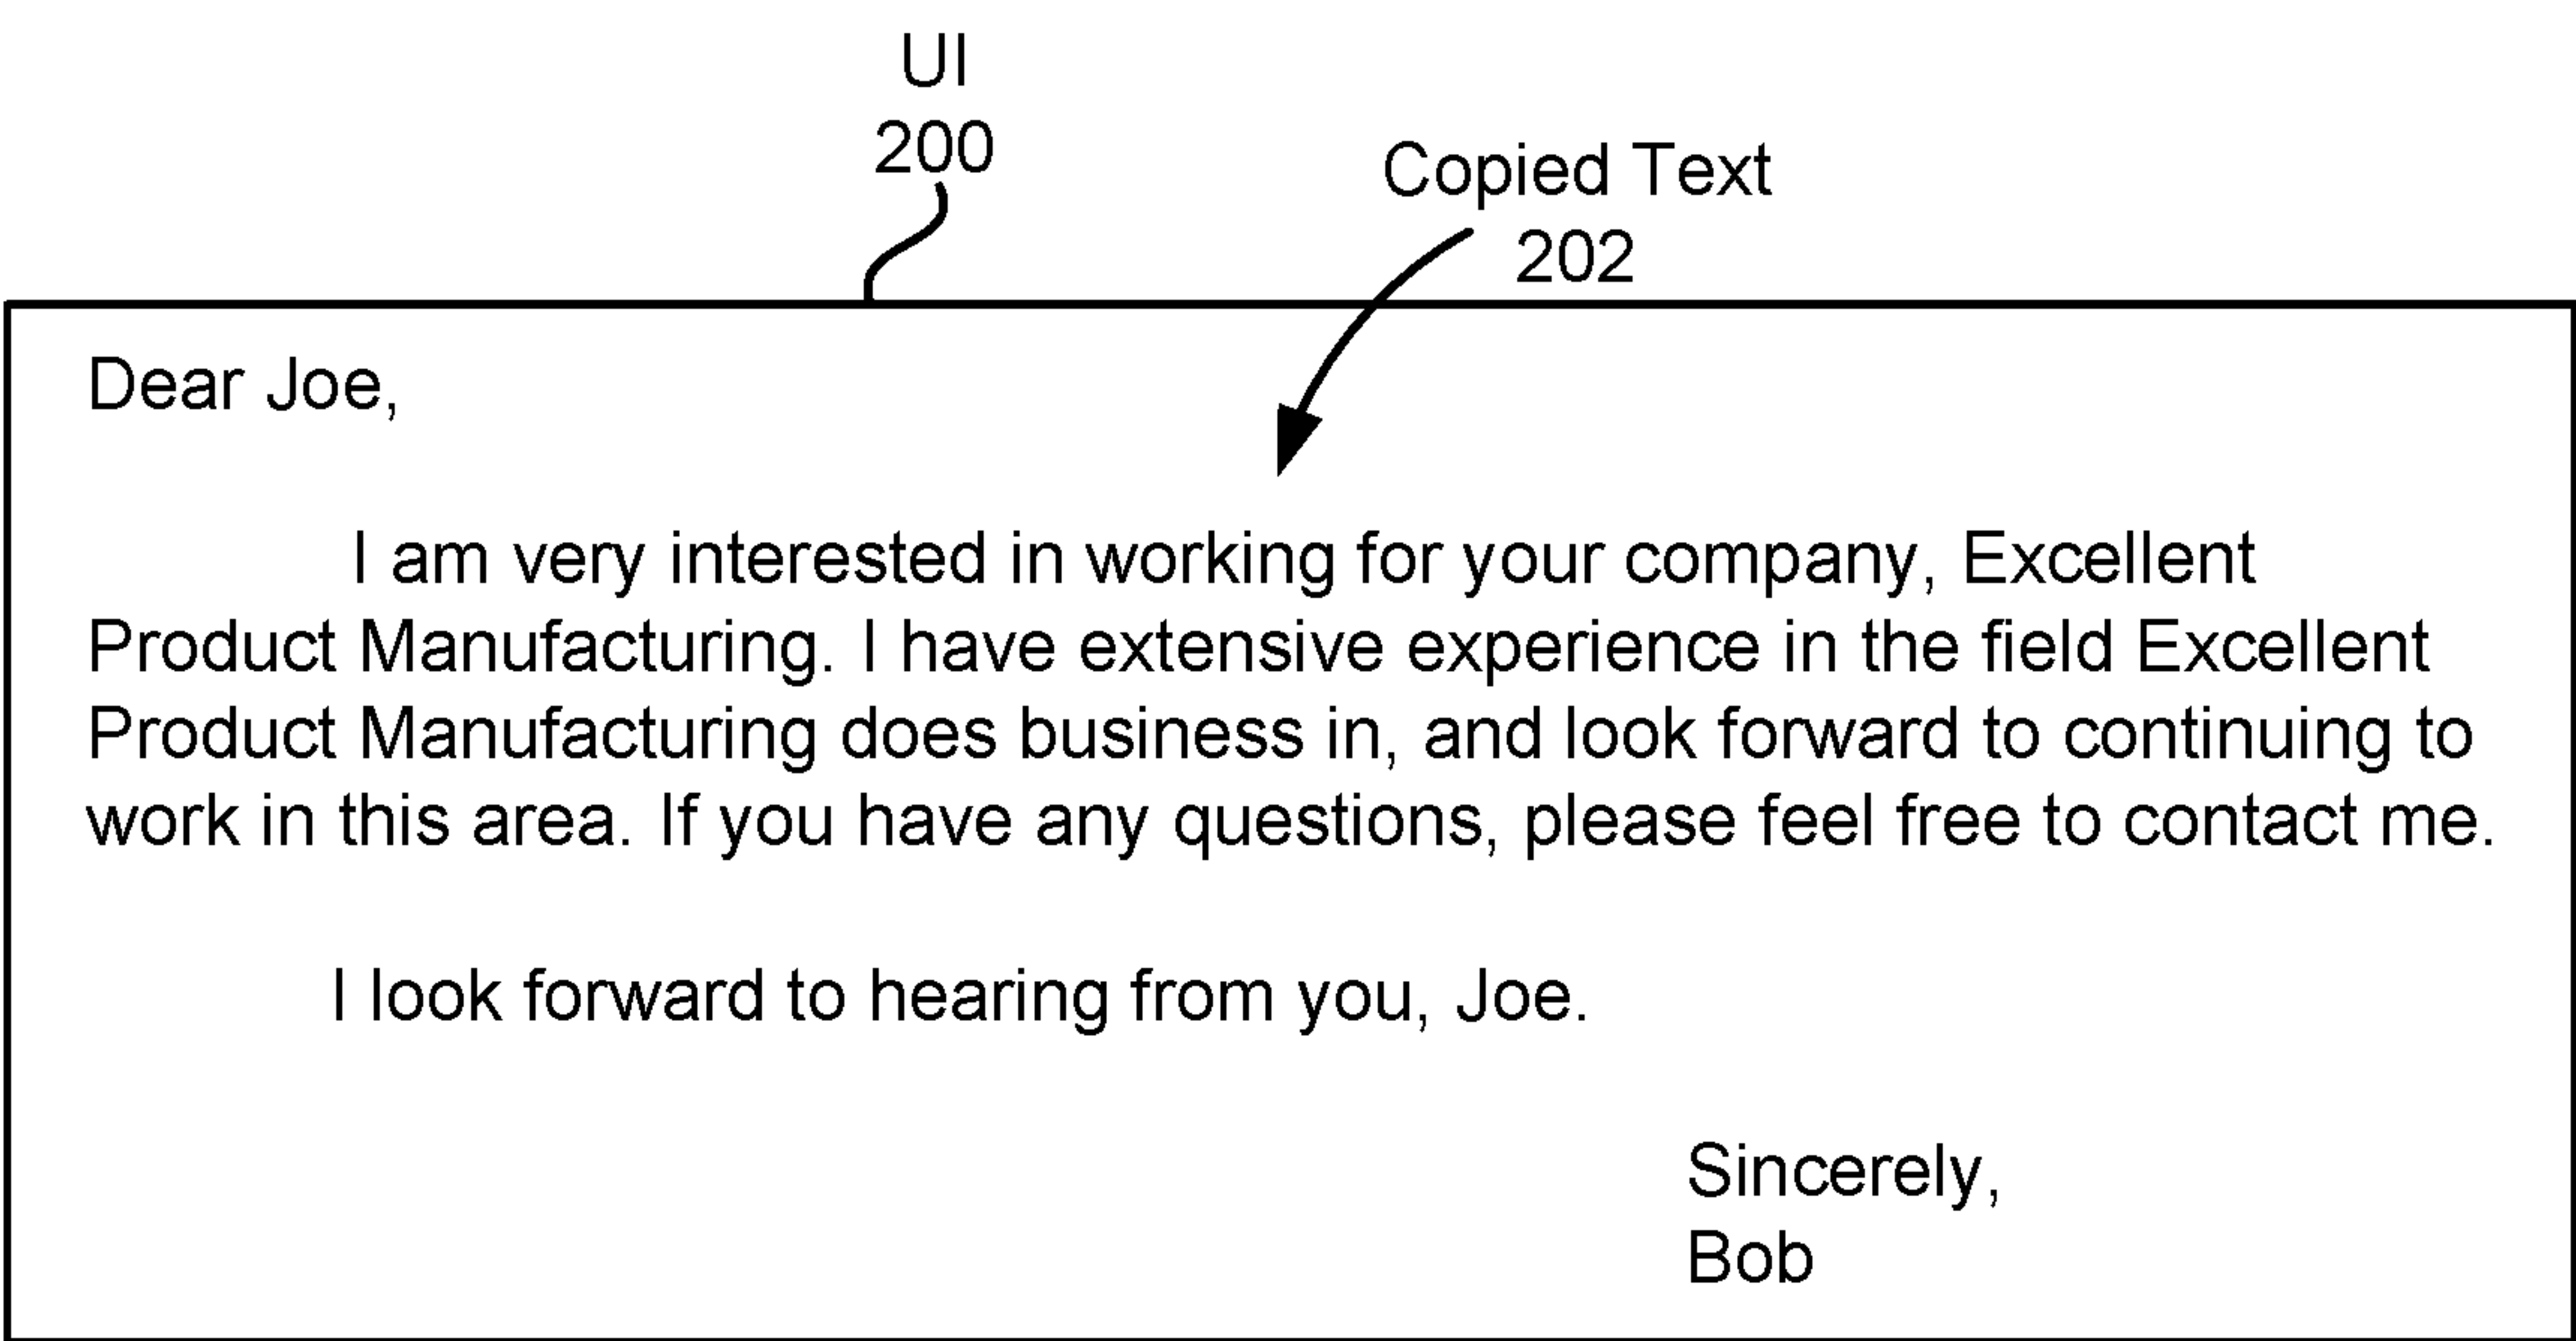 UI
200
Copied Text
202
Dear Joe,
I am very interested in working for your company, Excellent
Product Manufacturing. I have extensive experience in the field Excellent
Product Manufacturing does business in, and look forward to continuing to
work in this area. If you have any questions, please feel free to contact me.
I look forward to hearing from you, Joe.
Sincerely,
Bob